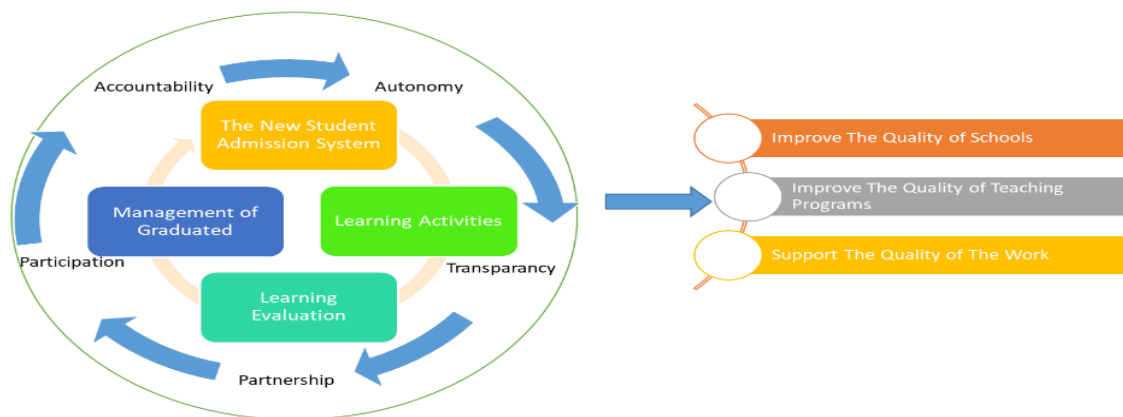 Accountability
Autonomy
The New Student
Admission System
Management of
Graduated
Learning Activities
Participation
Transparancy
Learning
Evaluation
Partnership
Improve The Quality of Schools
Improve The Quality of Teaching
Programs
Support The Quality of The Work